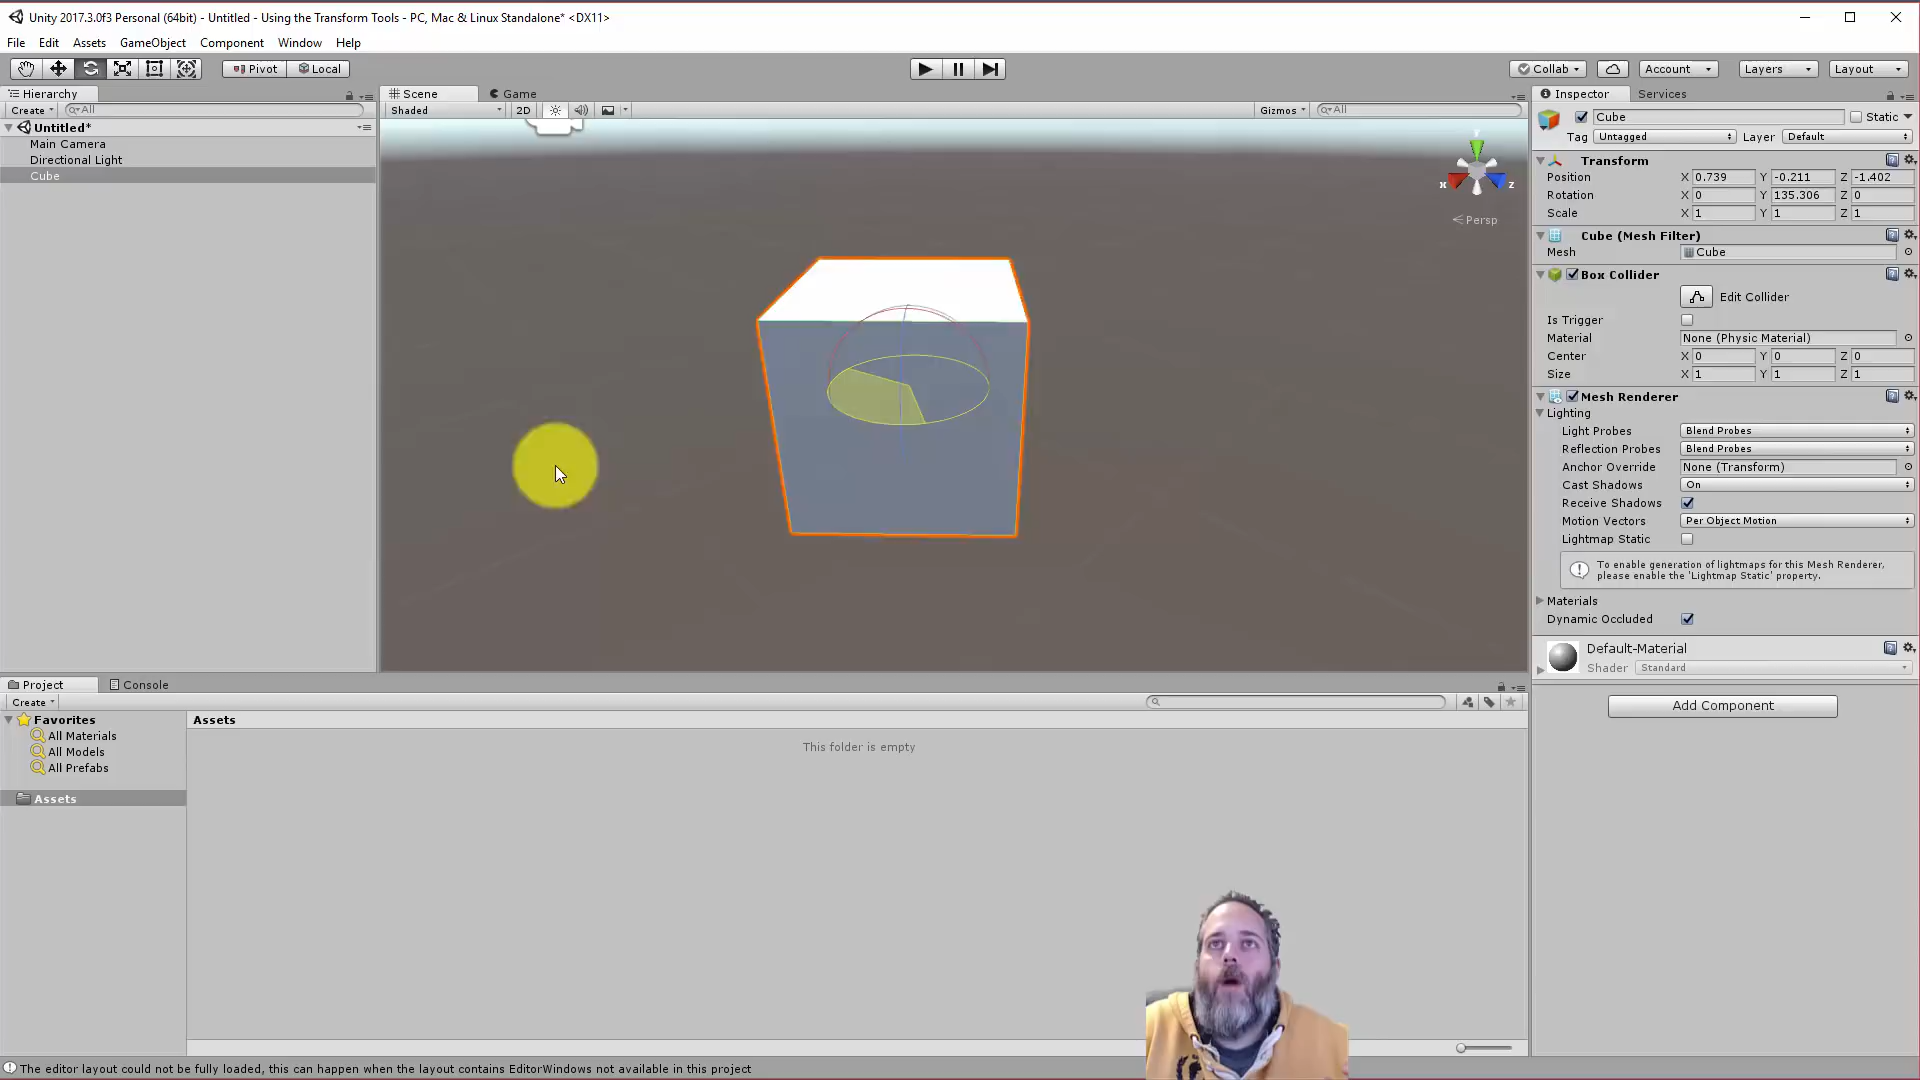 Unity 2017.3.0f3 Personal (64bit) - Untitled - Using the Transform Tools - PC, Mac & Linux Standalone* <DX11>
File Edit Assets GameObject Component Window Help
Pivot Local Collab Account Layers Layout
Hierarchy
Create All
Untitled*
Main Camera
Directional Light
Cube
Scene Game
Shaded 2D Gizmos All
y
x z
Persp
Inspector Services
Cube Static
Tag Untagged Layer Default
Transform
Position X 0.739 Y -0.211 Z -1.402
Rotation X 0 Y 135.306 Z 0
Scale X 1 Y 1 Z 1
Cube (Mesh Filter)
Mesh Cube
Box Collider
Edit Collider
Is Trigger
Material None (Physic Material)
Center X 0 Y 0 Z 0
Size X 1 Y 1 Z 1
Mesh Renderer
Lighting
Light Probes Blend Probes
Reflection Probes Blend Probes
Anchor Override None (Transform)
Cast Shadows On
Receive Shadows
Motion Vectors Per Object Motion
Lightmap Static
To enable generation of lightmaps for this Mesh Renderer,
please enable the 'Lightmap Static' property.
Materials
Dynamic Occluded
Default-Material
Shader Standard
Add Component
Project Console
Create
Favorites
All Materials
All Models
All Prefabs
Assets
Assets
This folder is empty
The editor layout could not be fully loaded, this can happen when the layout contains EditorWindows not available in this project